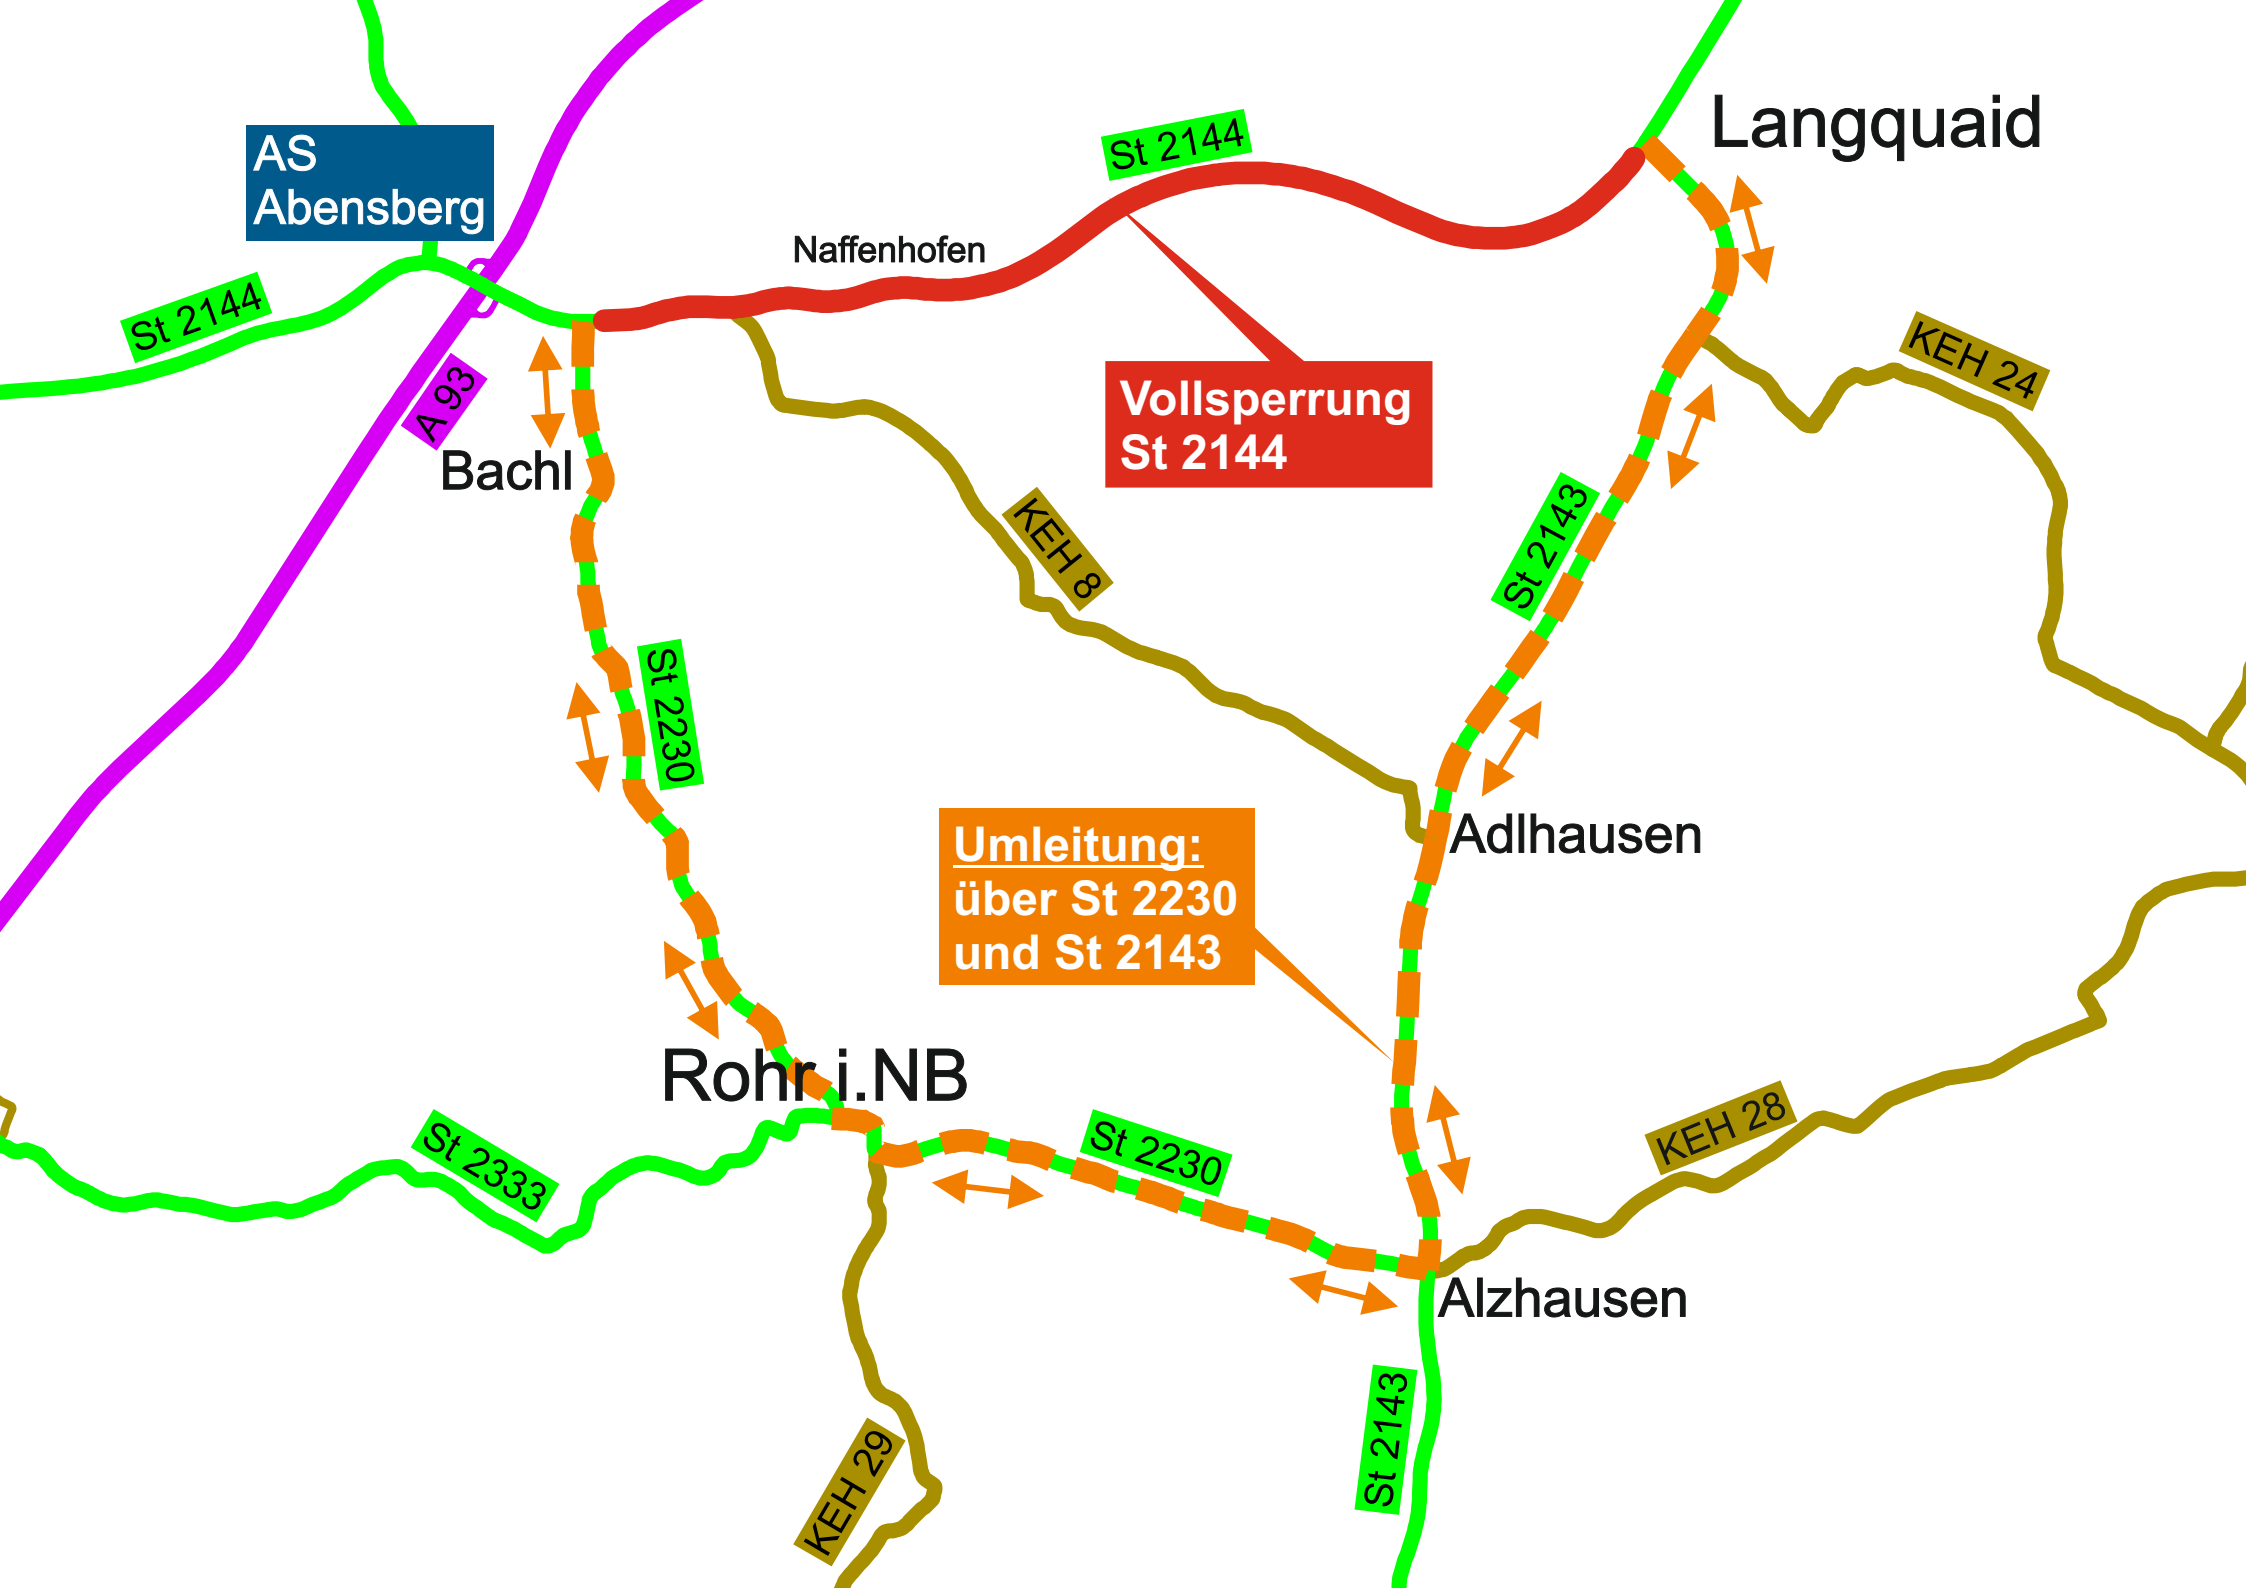 Langquaid
St 2144
AS
Abensberg
Naffenhofen
St 2144
KEH 24
A 93
Vollsperrung
St 2144
Bachl
St 2143
KEH 8
St 2230
Adlhausen
Umleitung:
über St 2230
und St 2143
Rohr i.NB
KEH 28
St 2333
St 2230
Alzhausen
St 2143
KEH 29